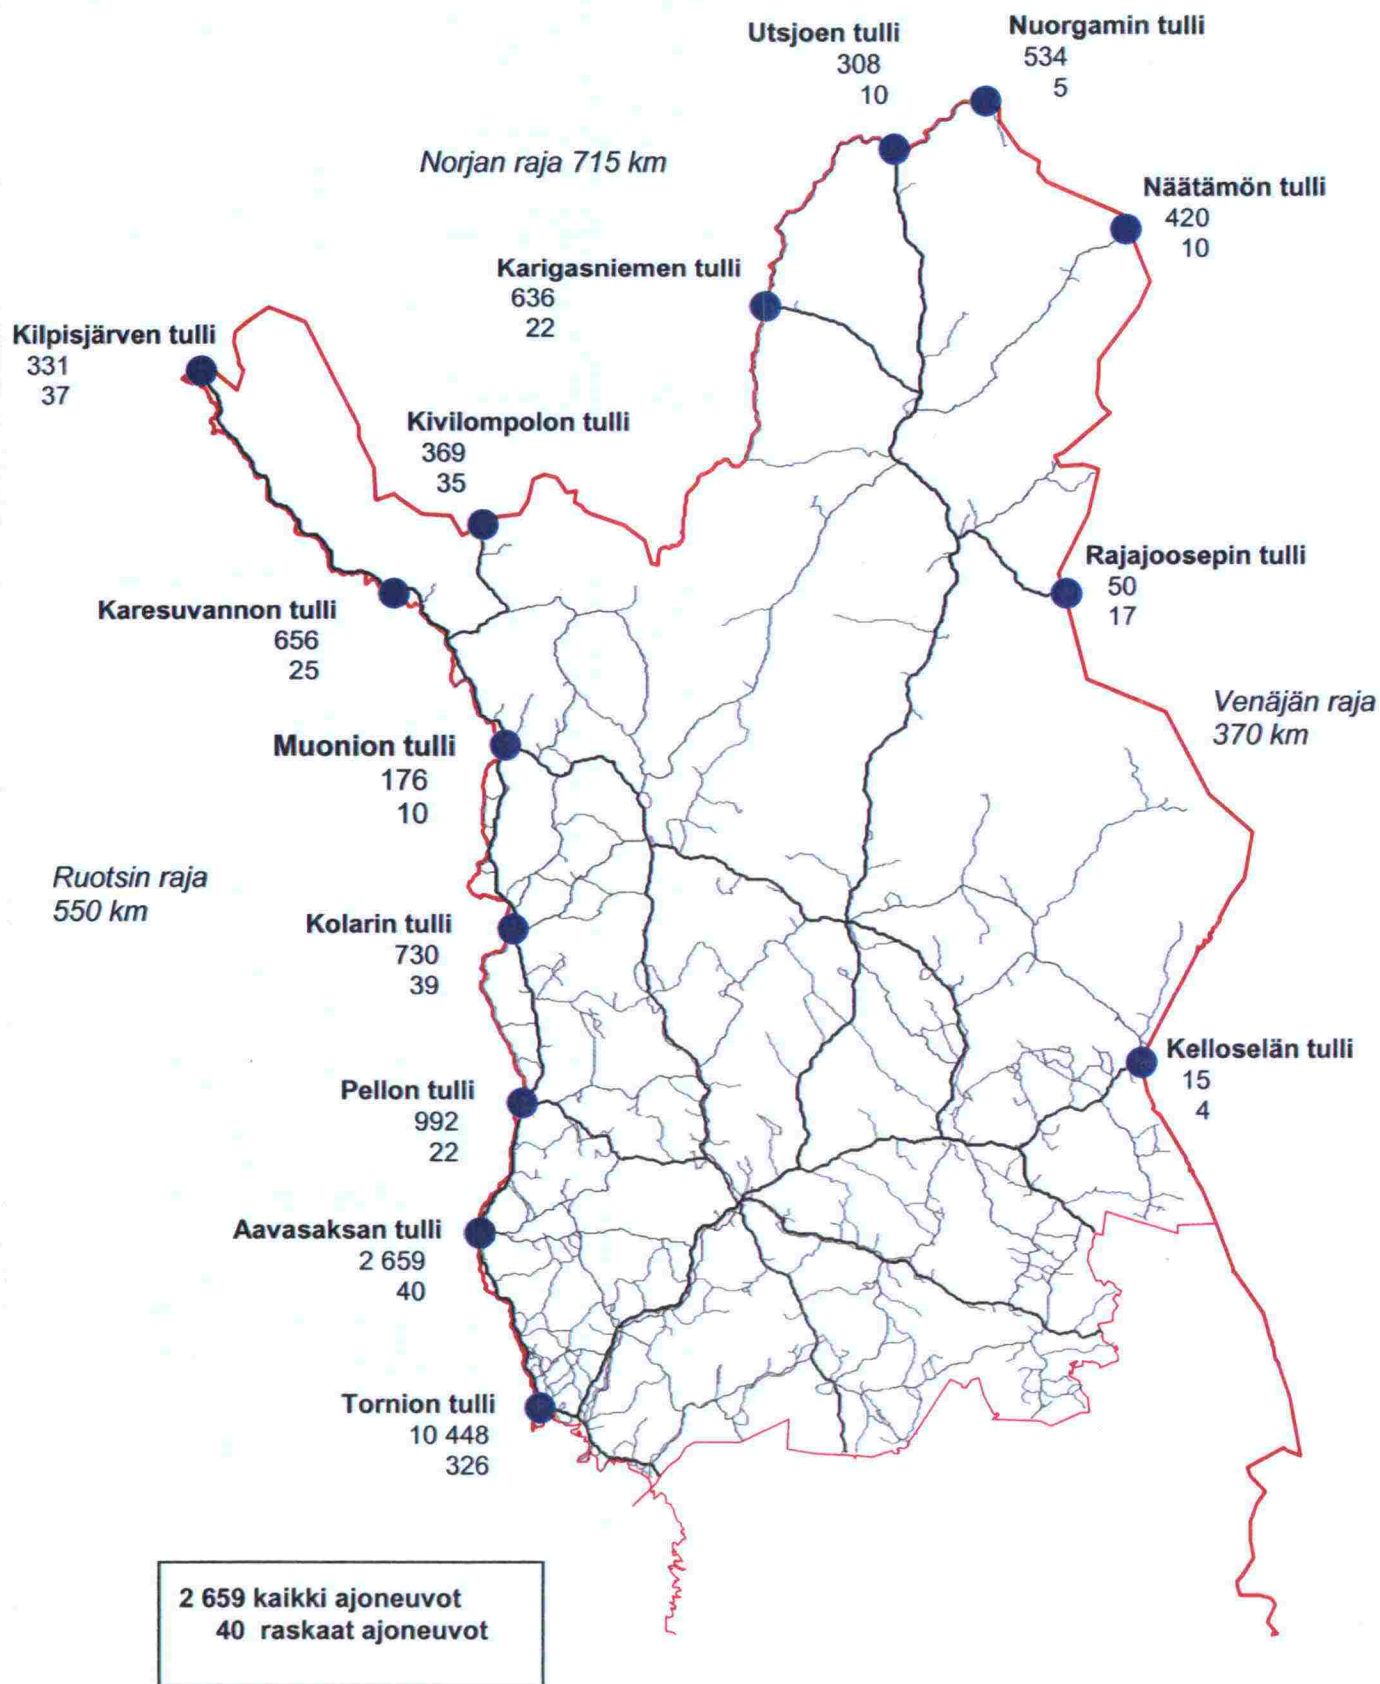 Utsjoen tulli
308
10
Nuorgamin tulli
534
5
Norjan raja 715 km
Näätämön tulli
420
10
Karigasniemen tulli
636
22
Kilpisjärven tulli
331
37
Kivilompolon tulli
369
35
Rajajoosepin tulli
50
17
Karesuvannon tulli
656
25
Venäjän raja
370 km
Muonion tulli
176
10
Ruotsin raja
550 km
Kolarin tulli
730
39
Kelloselän tulli
15
4
Pellon tulli
992
22
Aavasaksan tulli
2 659
40
Tornion tulli
10 448
326
2 659 kaikki ajoneuvot
40 raskaat ajoneuvot